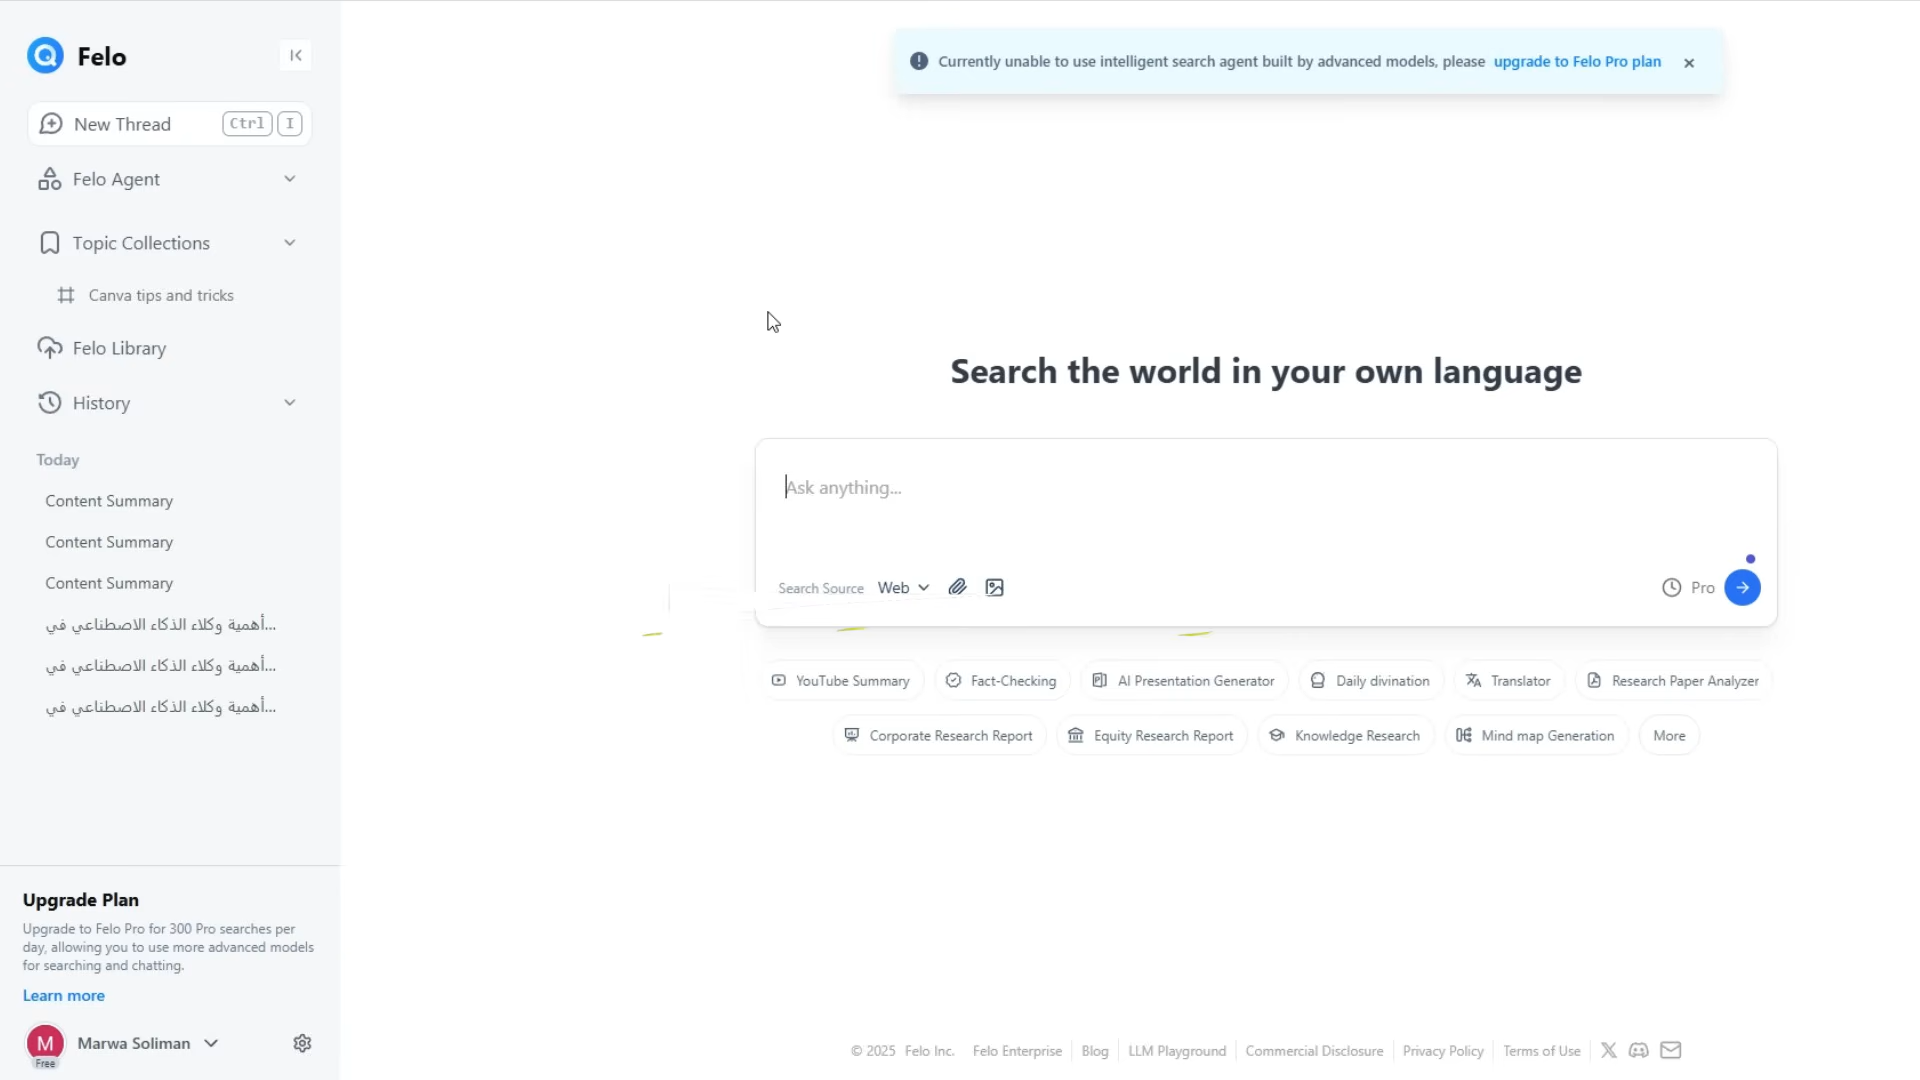 Felo
New Thread Ctrl I
Felo Agent
Topic Collections
Canva tips and tricks
Felo Library
History
Today
Content Summary
Content Summary
Content Summary
أهمية وكلاء الذكاء الاصطناعي في...
أهمية وكلاء الذكاء الاصطناعي في...
أهمية وكلاء الذكاء الاصطناعي في...
Upgrade Plan
Upgrade to Felo Pro for 300 Pro searches per
day, allowing you to use more advanced models
for searching and chatting.
Learn more
M
Free
Marwa Soliman
Currently unable to use intelligent search agent built by advanced models, please upgrade to Felo Pro plan
Search the world in your own language
Ask anything...
Search Source Web
Pro
YouTube Summary Fact-Checking AI Presentation Generator Daily divination Translator Research Paper Analyzer
Corporate Research Report Equity Research Report Knowledge Research Mind map Generation More
© 2025 Felo Inc. Felo Enterprise Blog LLM Playground Commercial Disclosure Privacy Policy Terms of Use